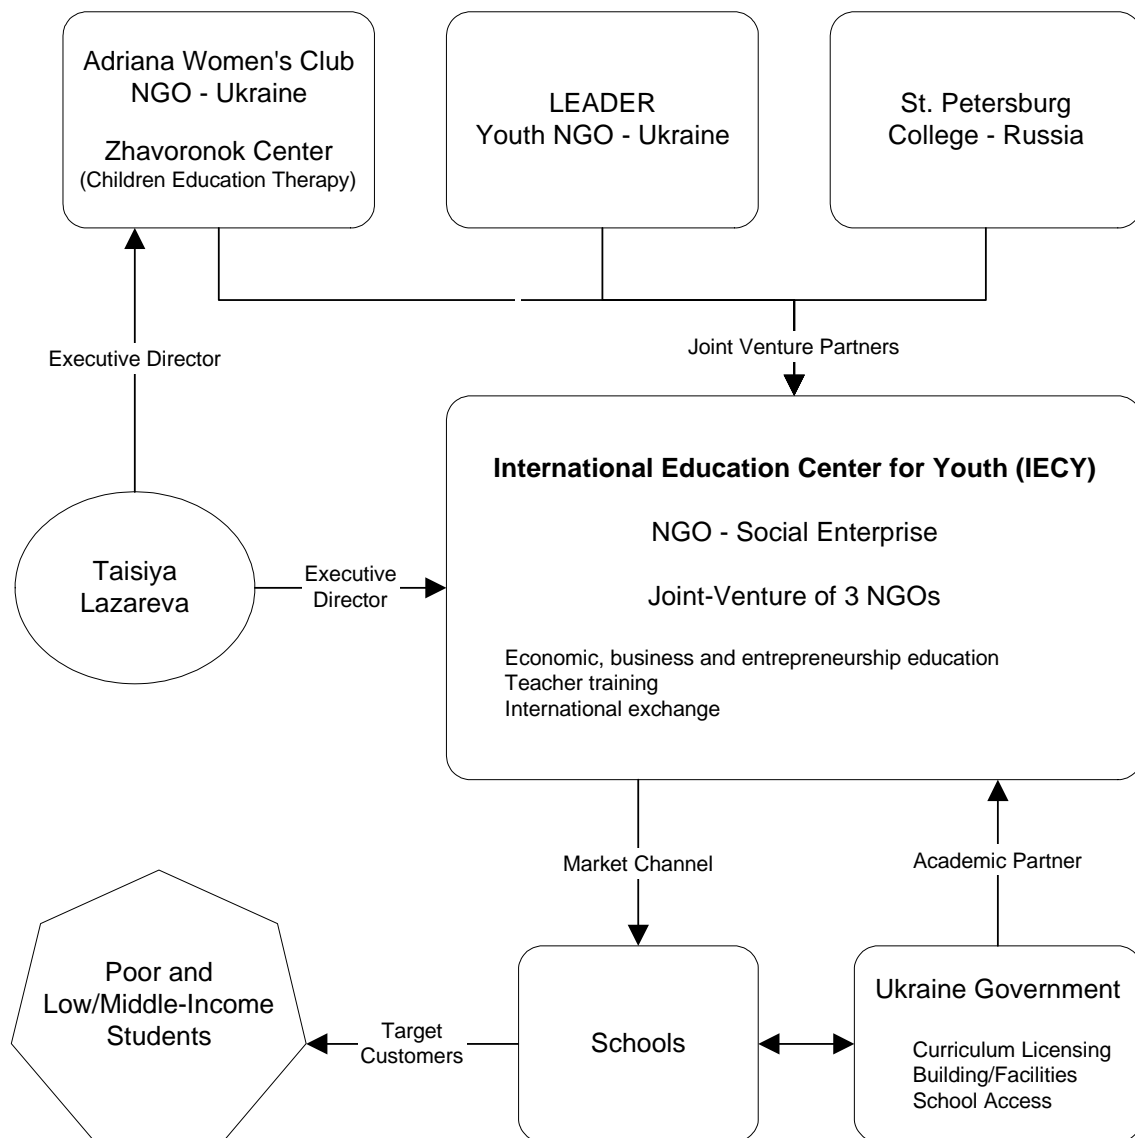 Adriana Women's Club
NGO - Ukraine
Zhavoronok Center
(Children Education Therapy)
LEADER
Youth NGO - Ukraine
St. Petersburg
College - Russia
Executive Director
Joint Venture Partners
Taisiya
Lazareva
Executive
Director
International Education Center for Youth (IECY)
NGO - Social Enterprise
Joint-Venture of 3 NGOs
Economic, business and entrepreneurship education
Teacher training
International exchange
Market Channel
Academic Partner
Poor and
Low/Middle-Income
Students
Target
Customers
Schools
Ukraine Government
Curriculum Licensing
Building/Facilities
School Access